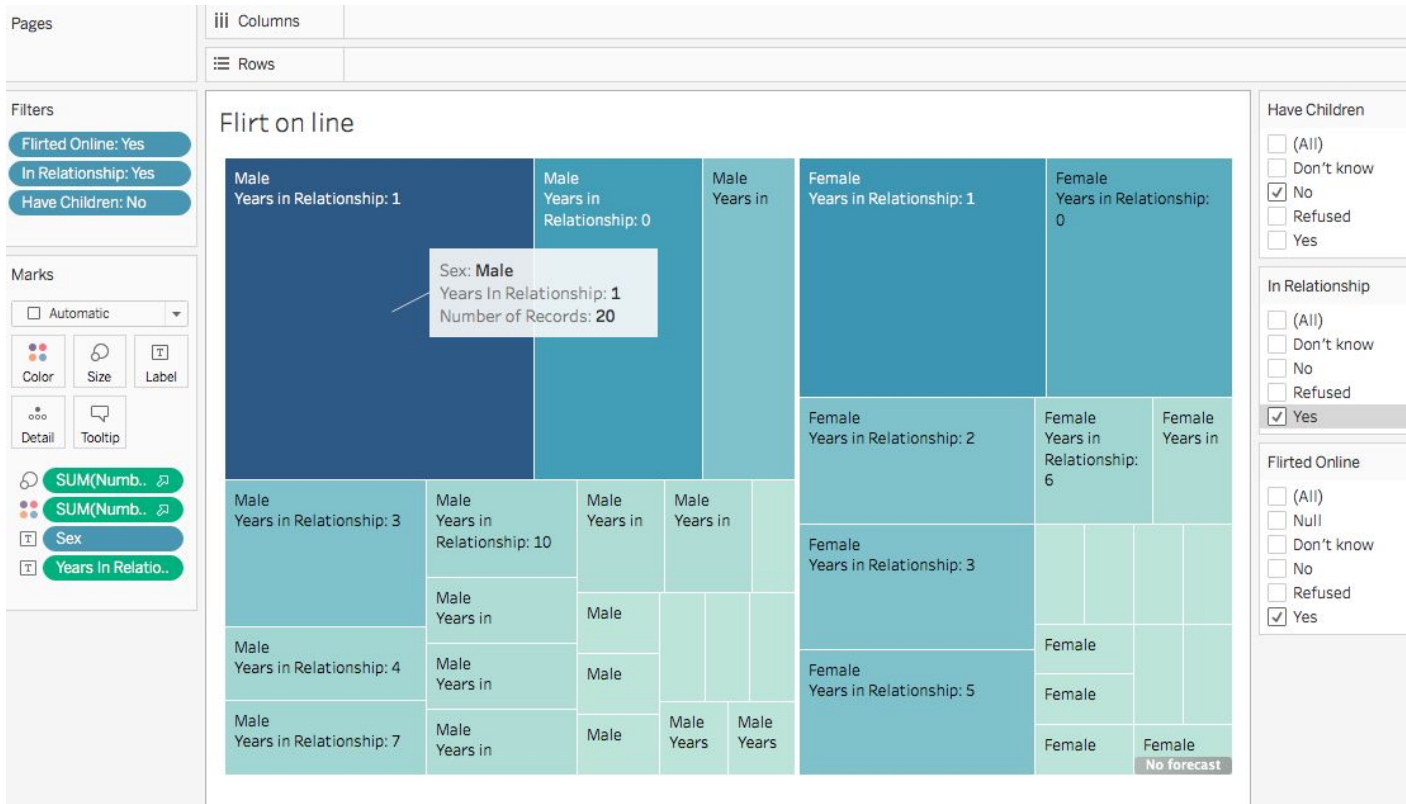 Pages
Columns
Rows
Filters
Flirted Online: Yes
In Relationship: Yes
Have Children: No
Marks
Automatic
Color
Size
Label
Detail
Tooltip
SUM(Numb..
SUM(Numb..
Sex
Years In Relatio..
Flirt on line
Male
Years in Relationship: 1
Male
Years in
Relationship: 0
Male
Years in
Sex: Male
Years In Relationship: 1
Number of Records: 20
Male
Years in Relationship: 3
Male
Years in Relationship: 4
Male
Years in Relationship: 7
Male
Years in
Relationship: 10
Male
Years in
Male
Years in
Male
Years in
Male
Years in
Male
Years in
Male
Male
Male
Male
Years
Male
Years
Female
Years in Relationship: 1
Female
Years in Relationship:
0
Female
Years in Relationship: 2
Female
Years in Relationship: 3
Female
Years in Relationship: 5
Female
Years in
Relationship:
6
Female
Years in
Female
Female
Female
Female
No forecast
Have Children
(All)
Don't know
No
Refused
Yes
In Relationship
(All)
Don't know
No
Refused
Yes
Flirted Online
(All)
Null
Don't know
No
Refused
Yes